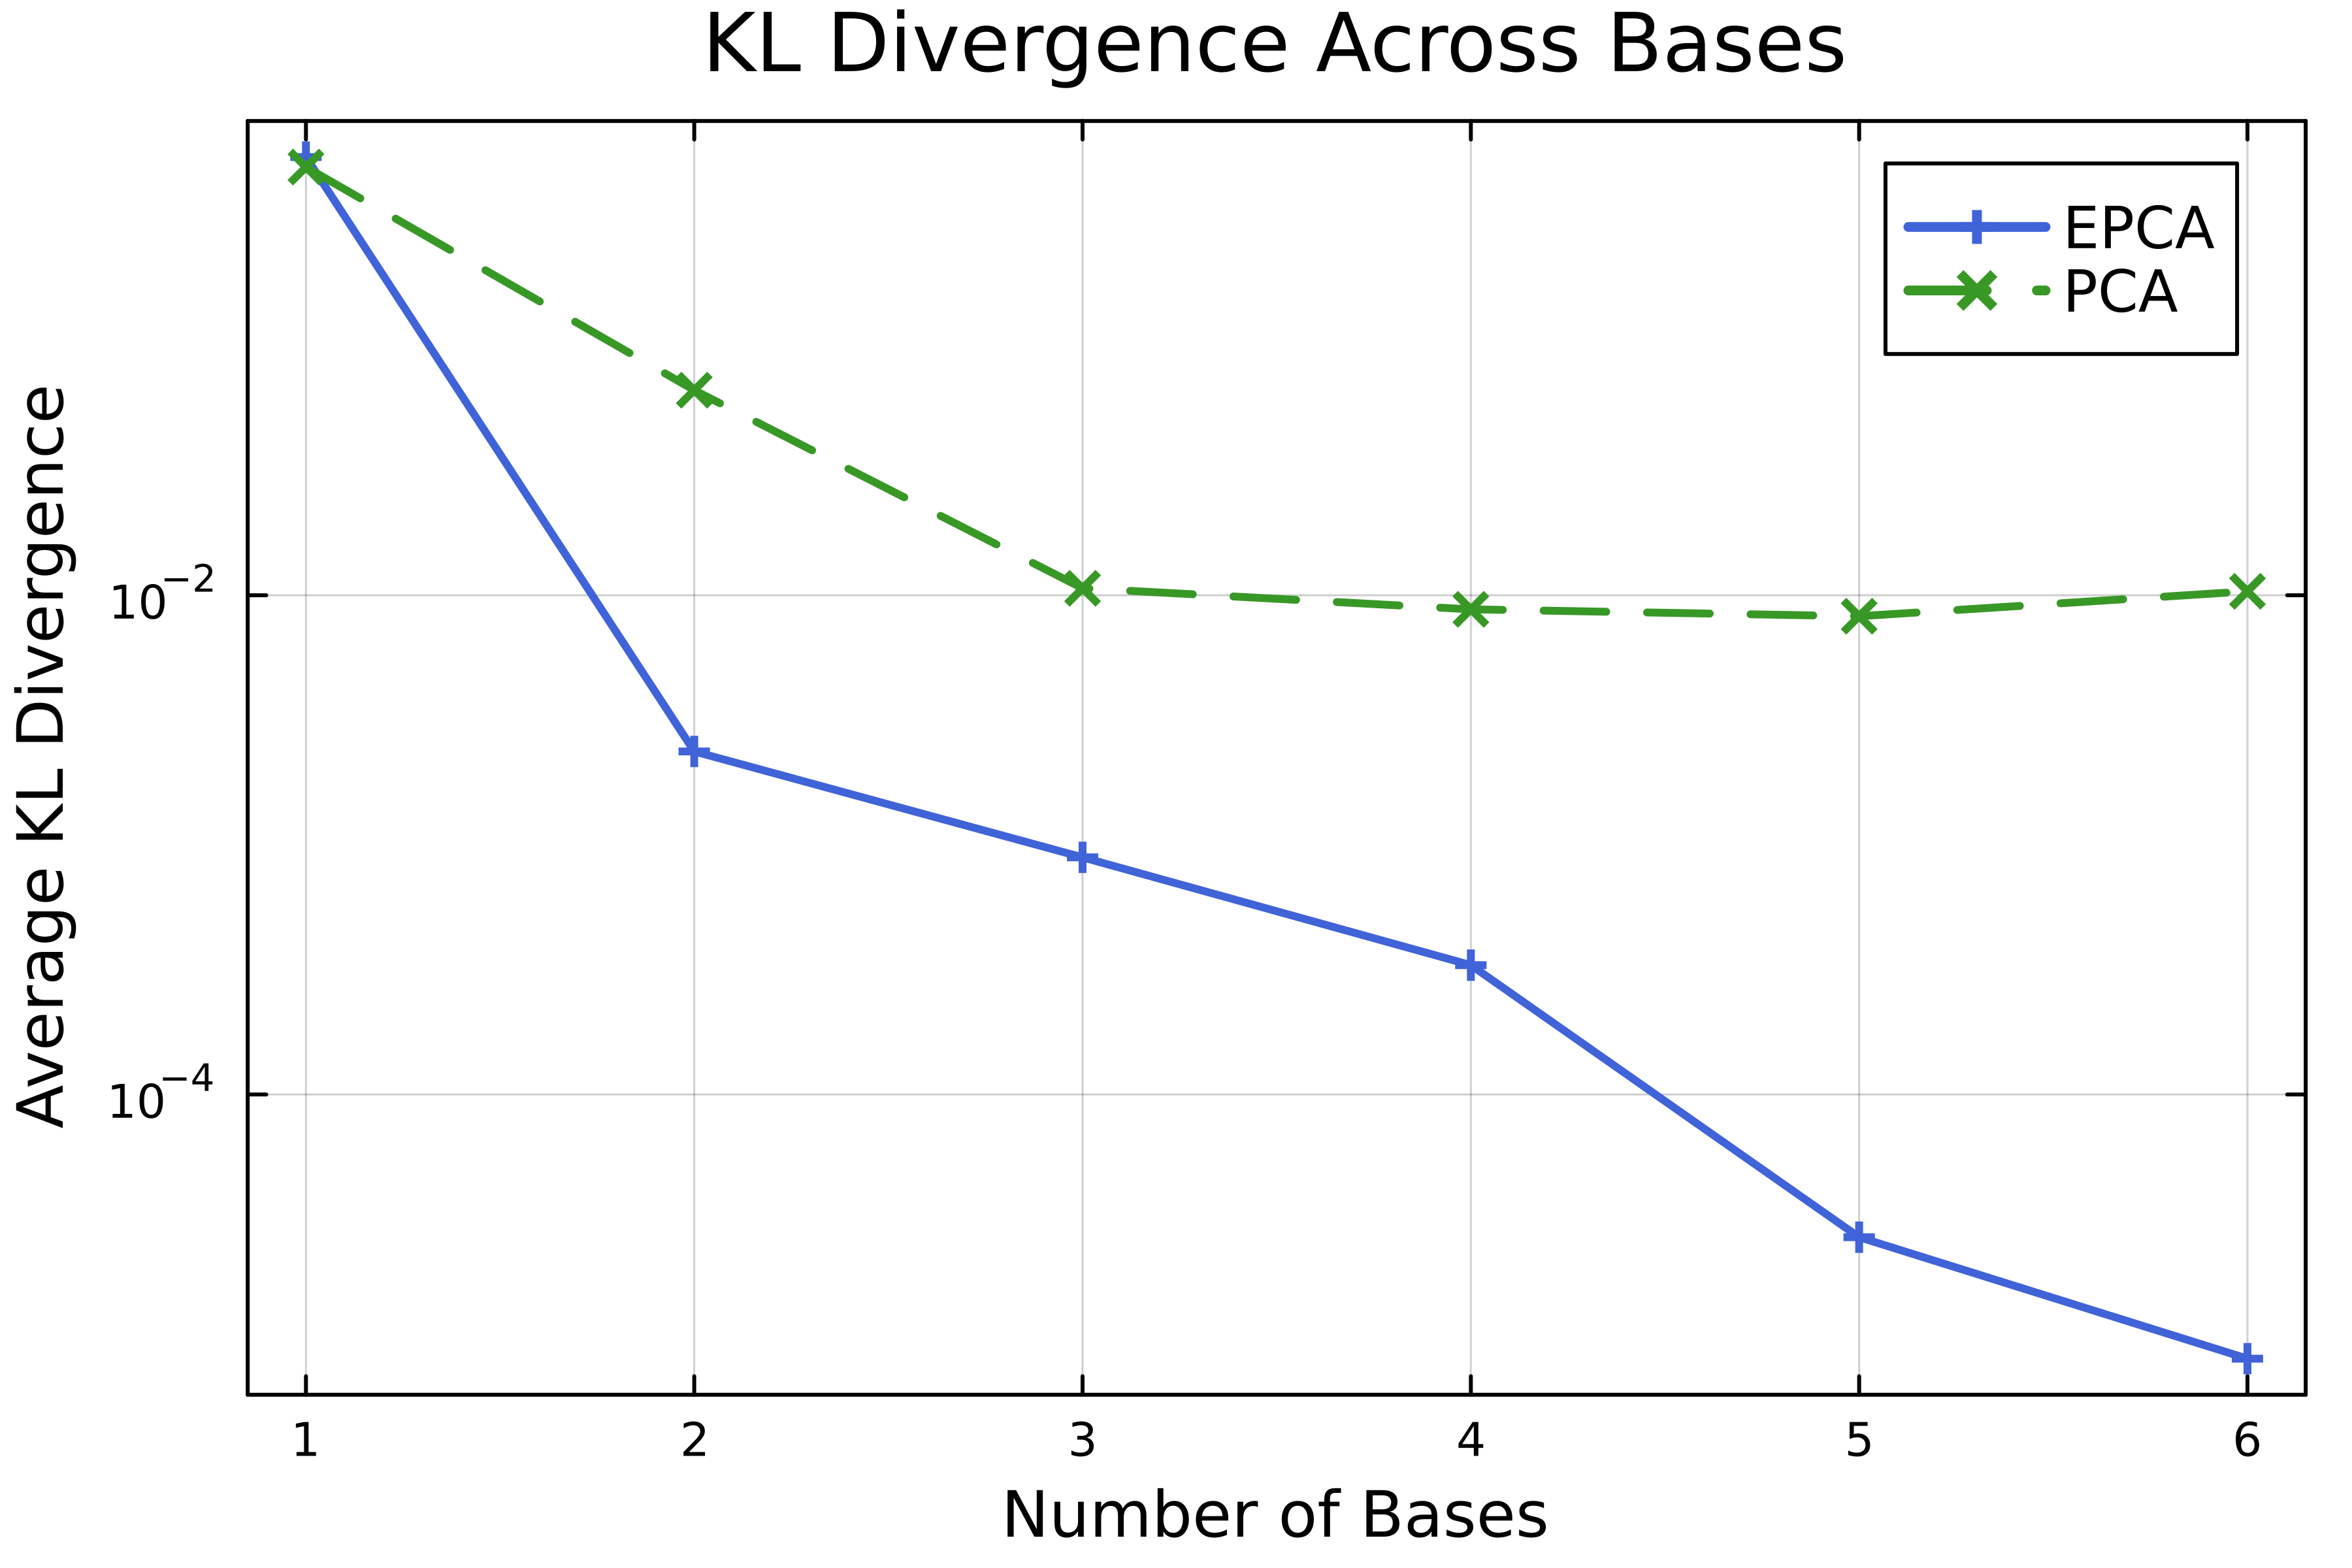 KL Divergence Across Bases
EPCA
PCA
Average KL Divergence
10−2
10−4
1 2 3 4 5 6
Number of Bases